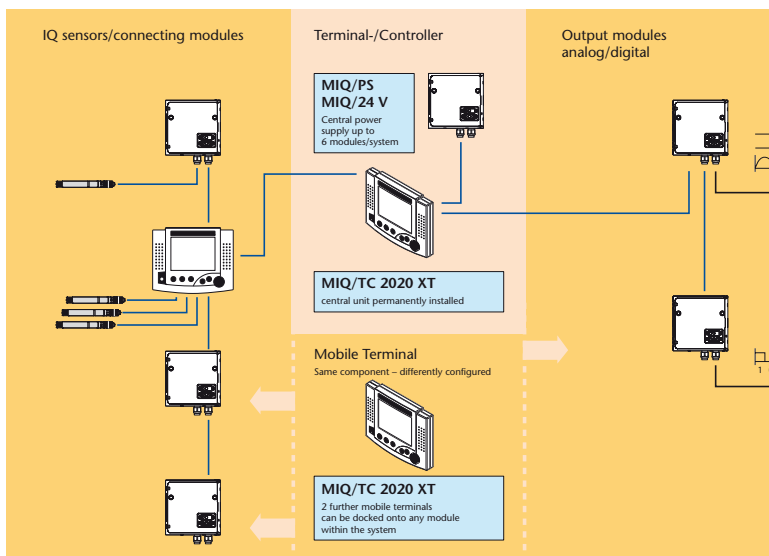 IQ sensors/connecting modules
Terminal-/Controller
Output modules
analog/digital
MIQ/PS
MIQ/24 V
Central power
supply up to
6 modules/system
MIQ/TC 2020 XT
central unit permanently installed
Mobile Terminal
Same component – differently configured
MIQ/TC 2020 XT
2 further mobile terminals
can be docked onto any module
within the system
1